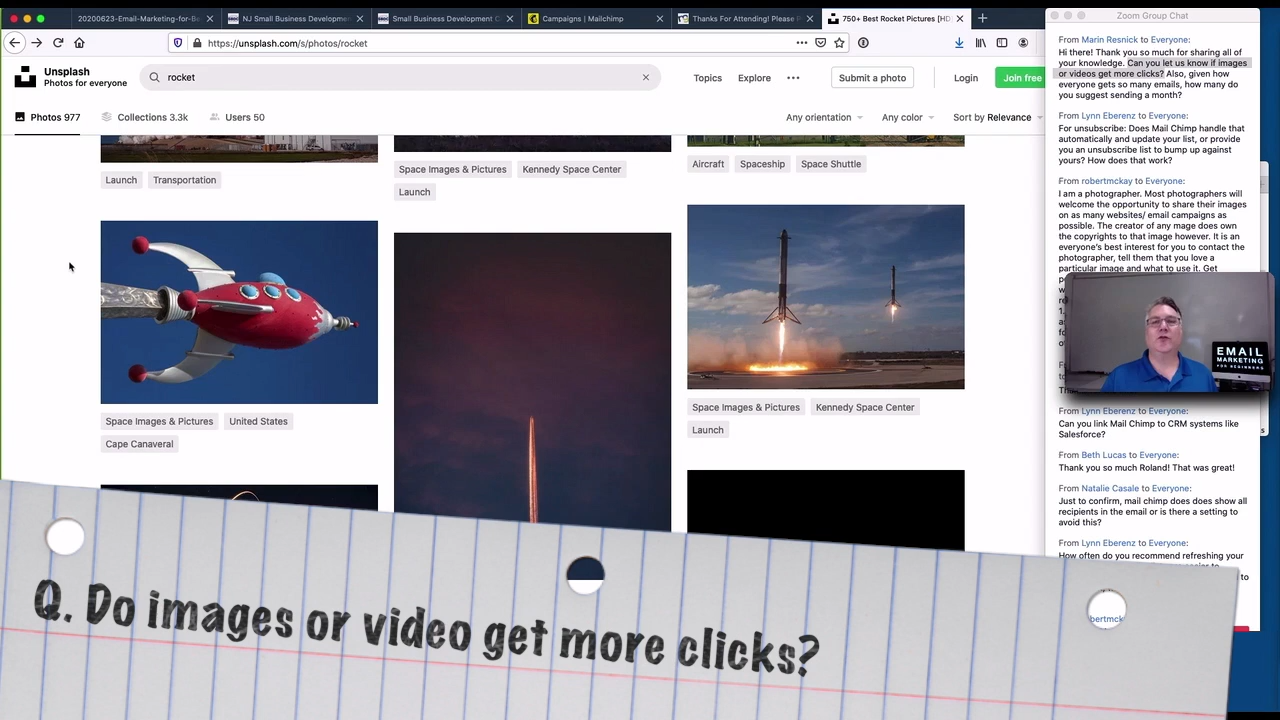 2020623-Email-Marketing-for-Be
NJ Small Business Developmen
Small Business Development C
Campaigns | Mailchimp
Thanks For Attending! Please R
750+ Best Rocket Pictures [HD
https://unsplash.com/s/photos/rocket
Unsplash
Photos for everyone
rocket
Topics
Explore
Submit a photo
Login
Join free
Photos 977
Collections 3.3k
Users 50
Any orientation
Any color
Sort by Relevance
Launch
Transportation
Space Images & Pictures
Kennedy Space Center
Launch
Aircraft
Spaceship
Space Shuttle
Space Images & Pictures
United States
Cape Canaveral
Space Images & Pictures
Kennedy Space Center
Launch
Zoom Group Chat
From Marin Resnick to Everyone:
Hi there! Thank you so much for sharing all of
your knowledge. Can you let us know if images
or videos get more clicks? Also, given how
everyone gets so many emails, how many do
you suggest sending a month?
From Lynn Eberenz to Everyone:
For unsubscribe: Does Mail Chimp handle that
automatically and update your list, or provide
you an unsubscribe list to bump up against
yours? How does that work?
From robertmckay to Everyone:
I am a photographer. Most photographers will
welcome the opportunity to share their images
on as many websites/ email campaigns as
possible. The creator of any mage does own
the copyrights to that image however. It is an
everyone's best interest for you to contact the
photographer, tell them that you love a
particular image and what to use it. Get
EMAIL
MARKETING
FOR BEGINNERS
From Lynn Eberenz to Everyone:
Can you link Mail Chimp to CRM systems like
Salesforce?
From Beth Lucas to Everyone:
Thank you so much Roland! That was great!
From Natalie Casale to Everyone:
Just to confirm, mail chimp does does show all
recipients in the email or is there a setting to
avoid this?
From Lynn Eberenz to Everyone:
How often do you recommend refreshing your
to
bertmck
Q. Do images or video get more clicks?